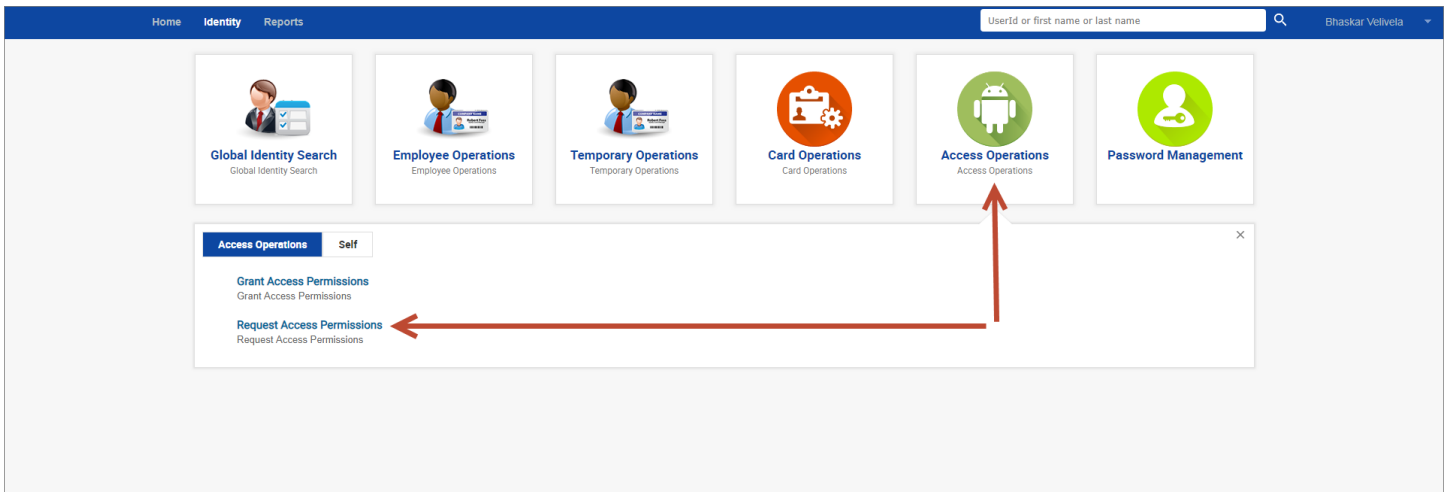 Home Identity Reports UserId or first name or last name Bhaskar Velivela
Global Identity Search
Global Identity Search
Employee Operations
Employee Operations
Temporary Operations
Temporary Operations
Card Operations
Card Operations
Access Operations
Access Operations
Password Management
Access Operations Self
Grant Access Permissions
Grant Access Permissions
Request Access Permissions
Request Access Permissions